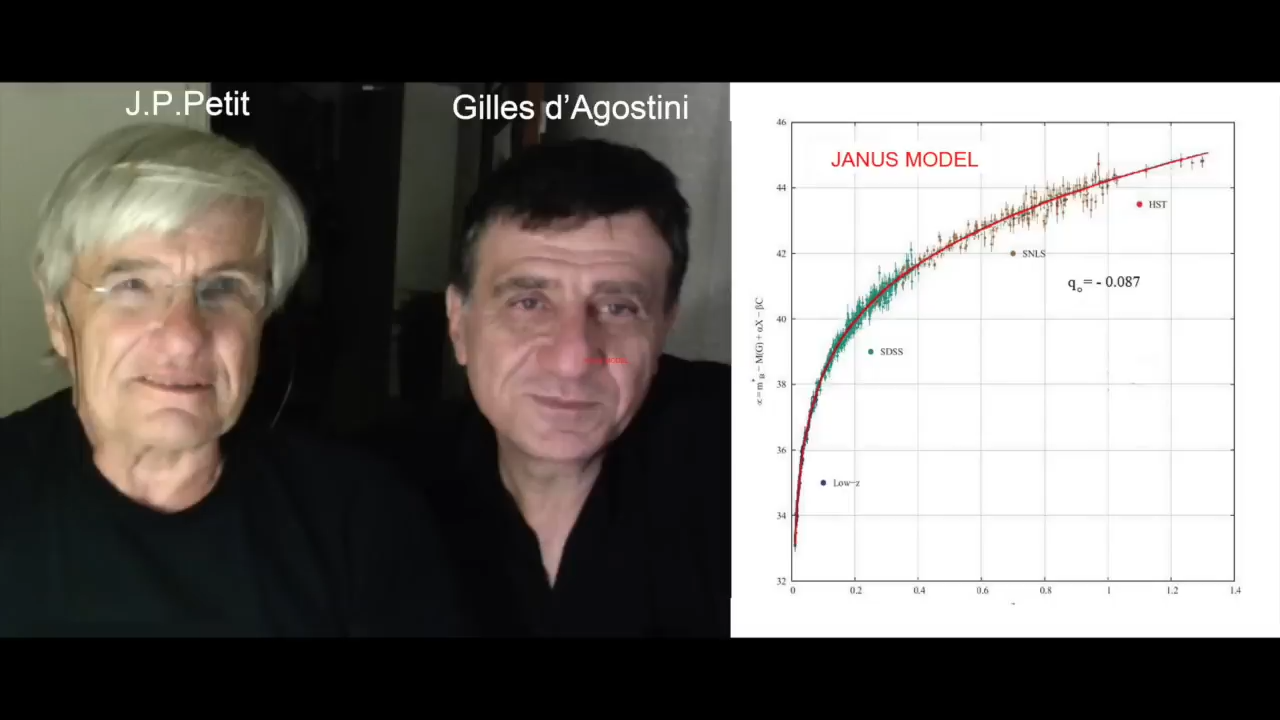 J.P.Petit
Gilles d'Agostini
JANUS MODEL
HST
SNLS
q₀= - 0.087
SDSS
Low-z
46
44
42
40
38
36
34
32
0 0.2 0.4 0.6 0.8 1 1.2 1.4